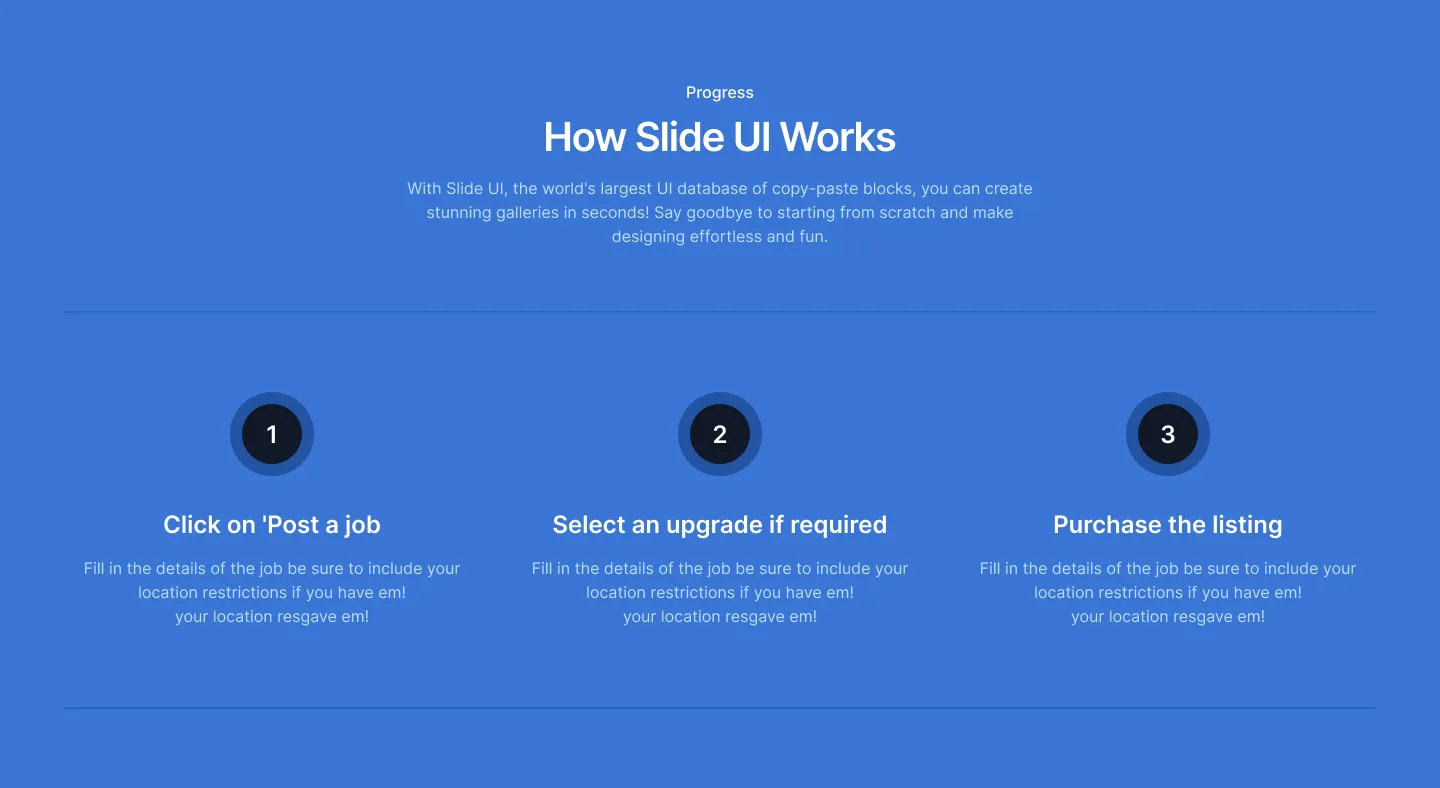 Progress
How Slide UI Works
With Slide UI, the world's largest UI database of copy-paste blocks, you can create
stunning galleries in seconds! Say goodbye to starting from scratch and make
designing effortless and fun.
1
Click on 'Post a job
Fill in the details of the job be sure to include your
location restrictions if you have em!
your location resgave em!
2
Select an upgrade if required
Fill in the details of the job be sure to include your
location restrictions if you have em!
your location resgave em!
3
Purchase the listing
Fill in the details of the job be sure to include your
location restrictions if you have em!
your location resgave em!